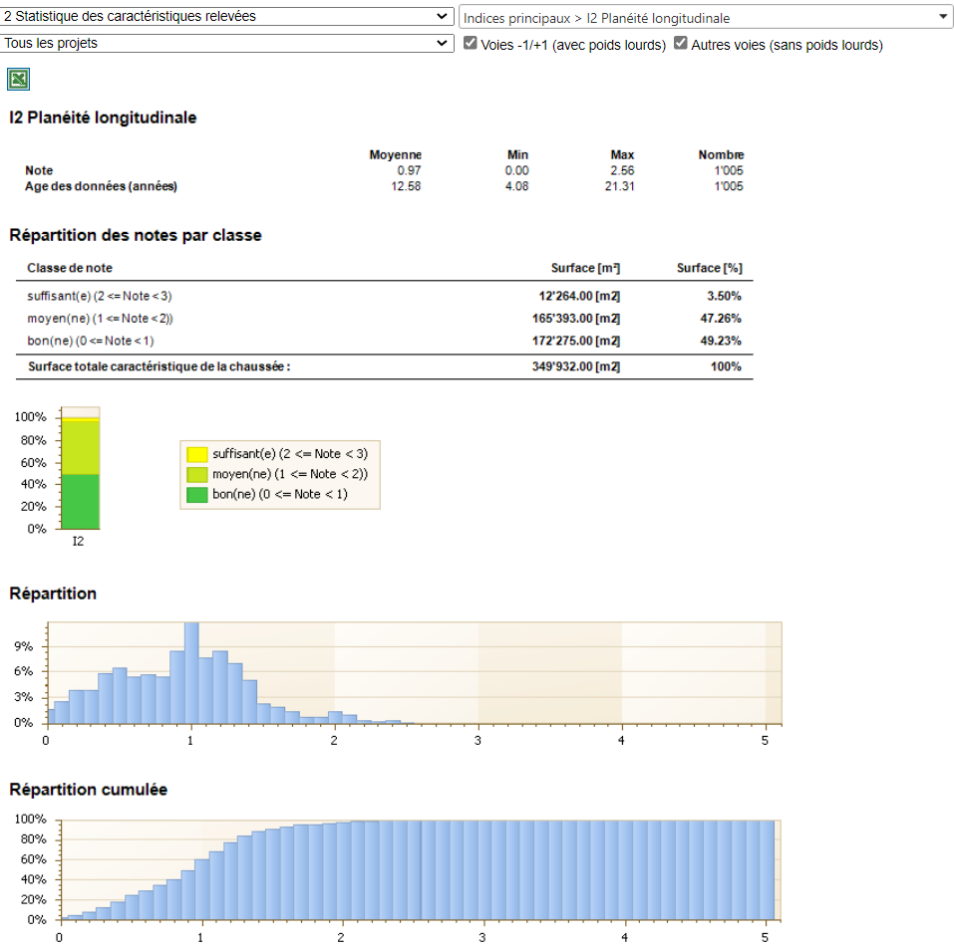 2 Statistique des caractéristiques relevées
Indices principaux > I2 Planéité longitudinale
Tous les projets
Voies -1/+1 (avec poids lourds) Autres voies (sans poids lourds)
I2 Planéité longitudinale
Moyenne Min Max Nombre
Note 0.97 0.00 2.56 1'005
Age des données (années) 12.58 4.08 21.31 1'005
Répartition des notes par classe
Classe de note Surface [m²] Surface [%]
suffisant(e) (2 <= Note < 3) 12'264.00 [m2] 3.50%
moyen(ne) (1 <= Note < 2)) 165'393.00 [m2] 47.26%
bon(ne) (0 <= Note < 1) 172'275.00 [m2] 49.23%
Surface totale caractéristique de la chaussée : 349'932.00 [m2] 100%
100%
80%
60%
40%
20%
0%
I2
suffisant(e) (2 <= Note < 3)
moyen(ne) (1 <= Note < 2))
bon(ne) (0 <= Note < 1)
Répartition
9%
6%
3%
0%
0 1 2 3 4 5
Répartition cumulée
100%
80%
60%
40%
20%
0%
0 1 2 3 4 5